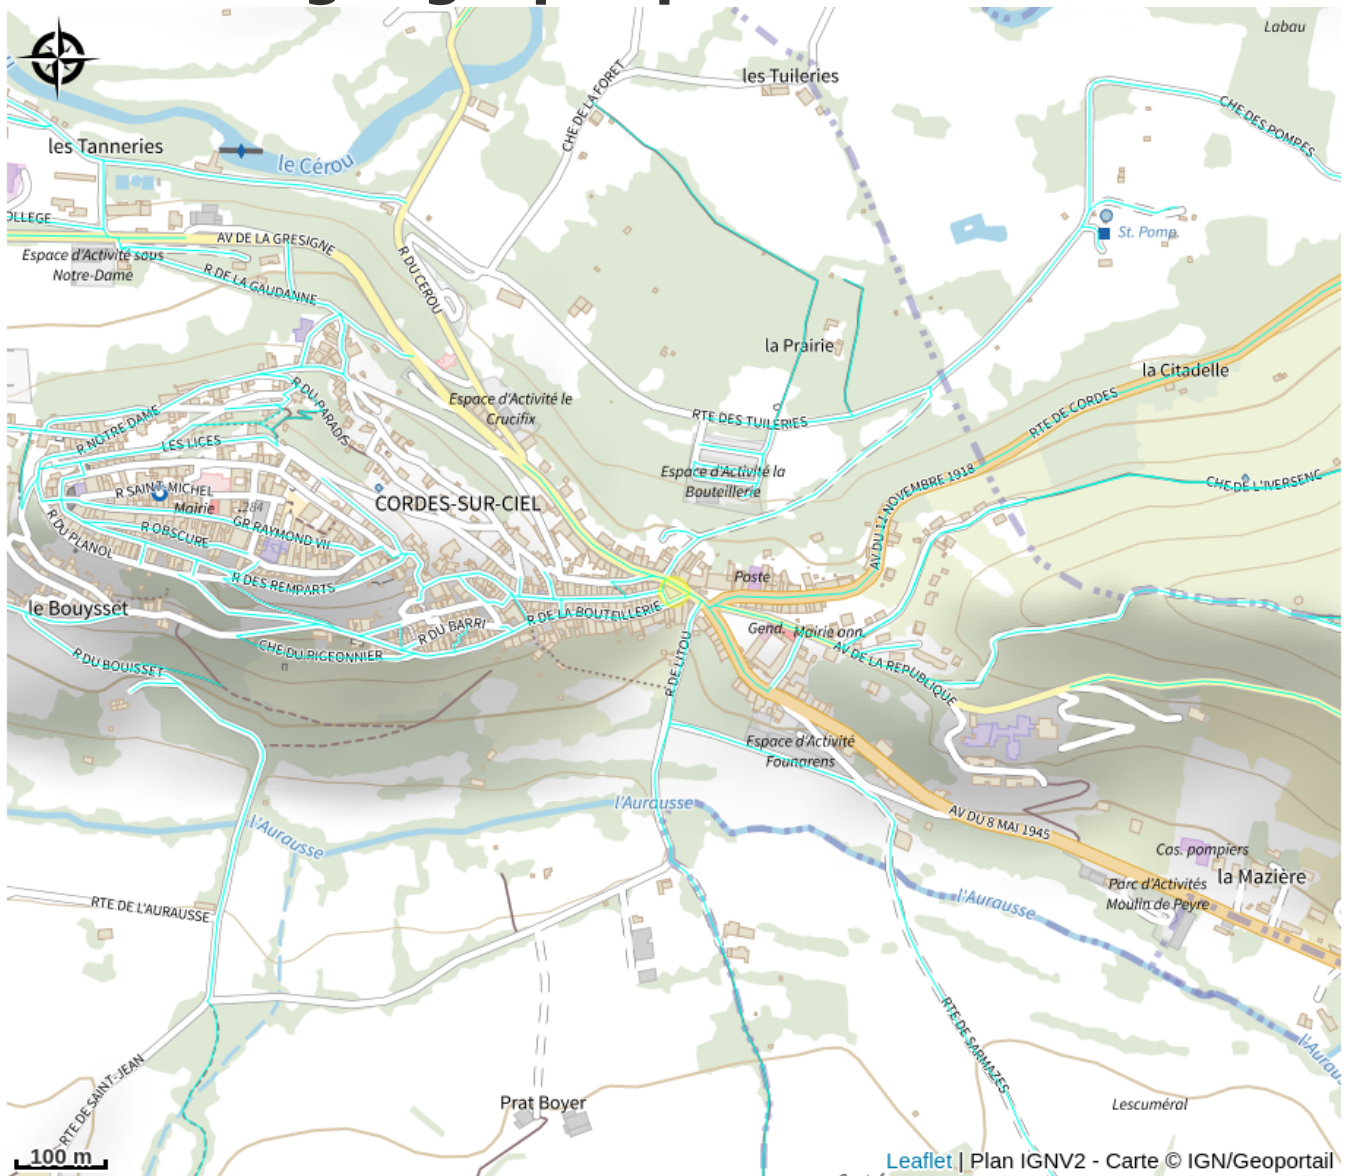 Labau
les Tuileries
CHE DE LA FORET
CHE DES POMPES
les Tanneries
le Cérou
OLLEGE
AV DE LA GRESIGNE
St. Pomp.
Espace d'Activité sous
Notre-Dame
R DU CEROU
R DE LA GAUDANNE
la Prairie
la Citadelle
R DU PARADIS
Espace d'Activité le
Crucifix
RTE DES TUILERIES
RTE DE CORDES
R NOTRE DAME
LES LICES
Espace d'Activité la
Bouteillerie
AV DU 11 NOVEMBRE 1918
CHE DE L'IVERSENC
R SAINT-MICHEL
Mairie
284
CORDES-SUR-CIEL
R OBSCURE
GR RAYMOND VII
R DU PLANOL
R DES REMPARTS
Poste
le Bouysset
R DE LA BOUTEILLERIE
R DU BARRI
Gend.
Mairie ann.
CHE DU PIGEONNIER
R DU BOUISSET
R DE LITOU
AV DE LA REPUBLIQUE
Espace d'Activité
Founarens
l'Aurausse
l'Aurausse
AV DU 8 MAI 1945
Cas. pompiers
la Mazière
Parc d'Activités
Moulin de Peyre
RTE DE L'AURAUSSE
l'Aurausse
RTE DE SARMAZES
l'Auraus
RTE DE SAINT-JEAN
Prat Boyer
Lescuméral
100 m
Leaflet | Plan IGNV2 - Carte © IGN/Geoportail